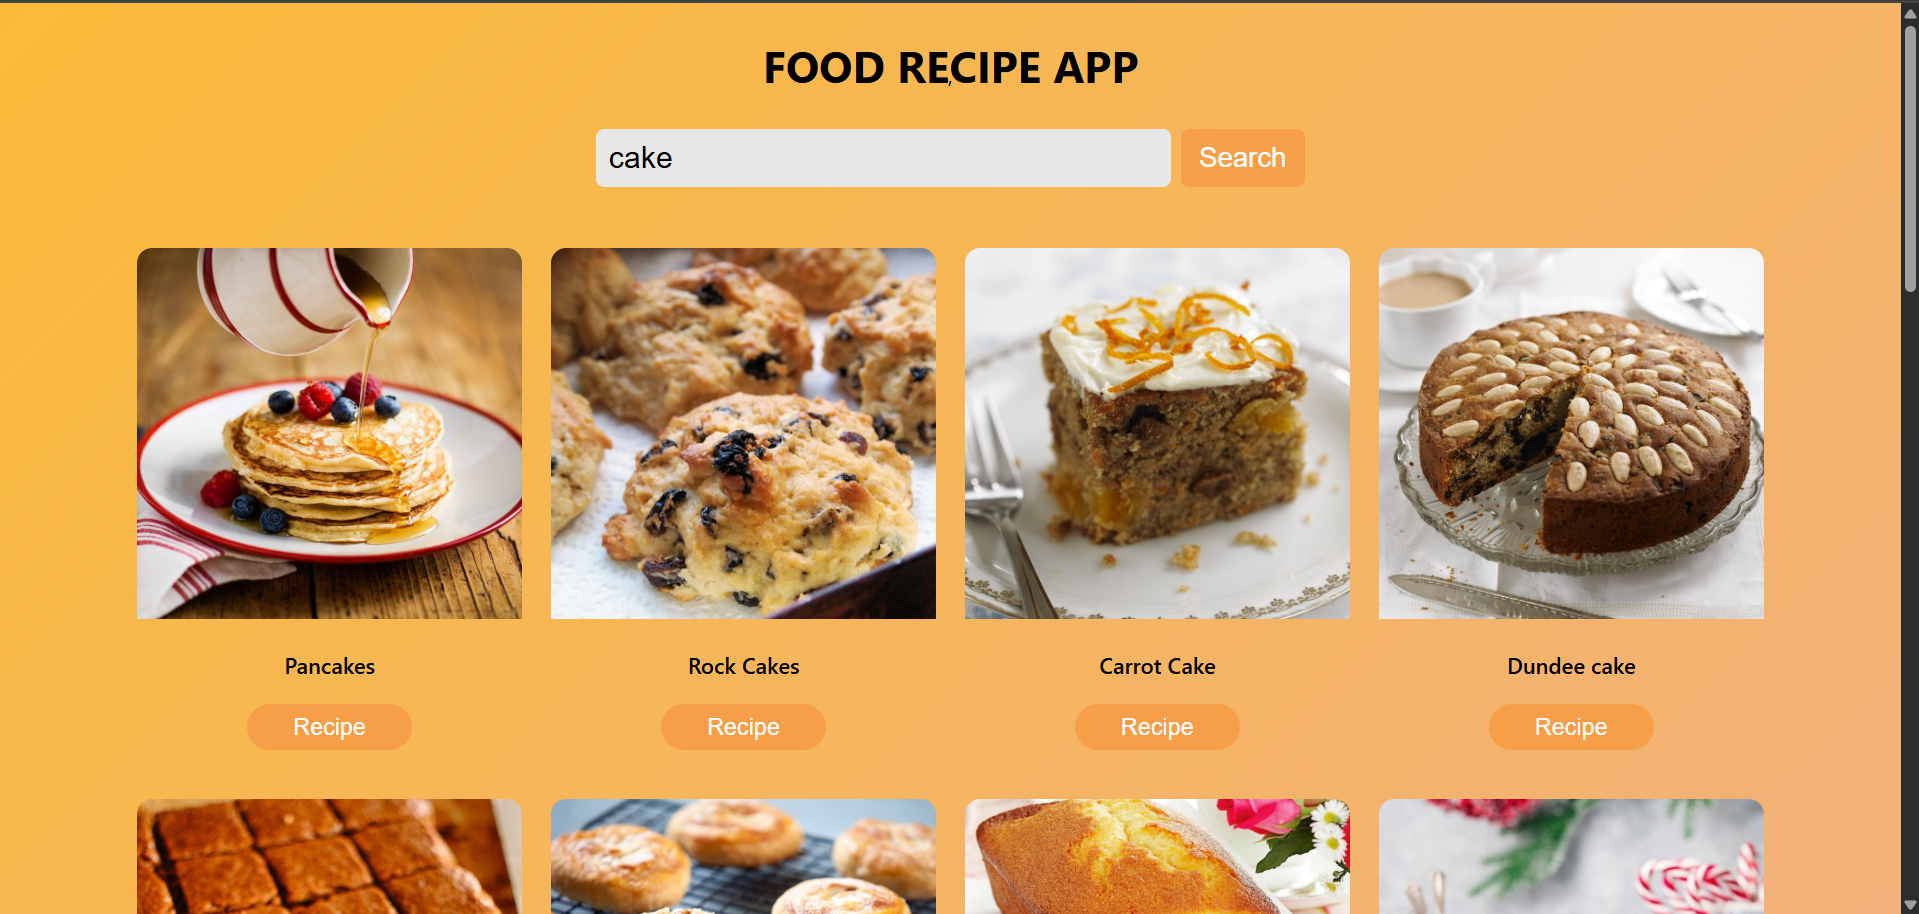 FOOD RECIPE APP
,
cake
Search
Pancakes
Rock Cakes
Carrot Cake
Dundee cake
Recipe
Recipe
Recipe
Recipe